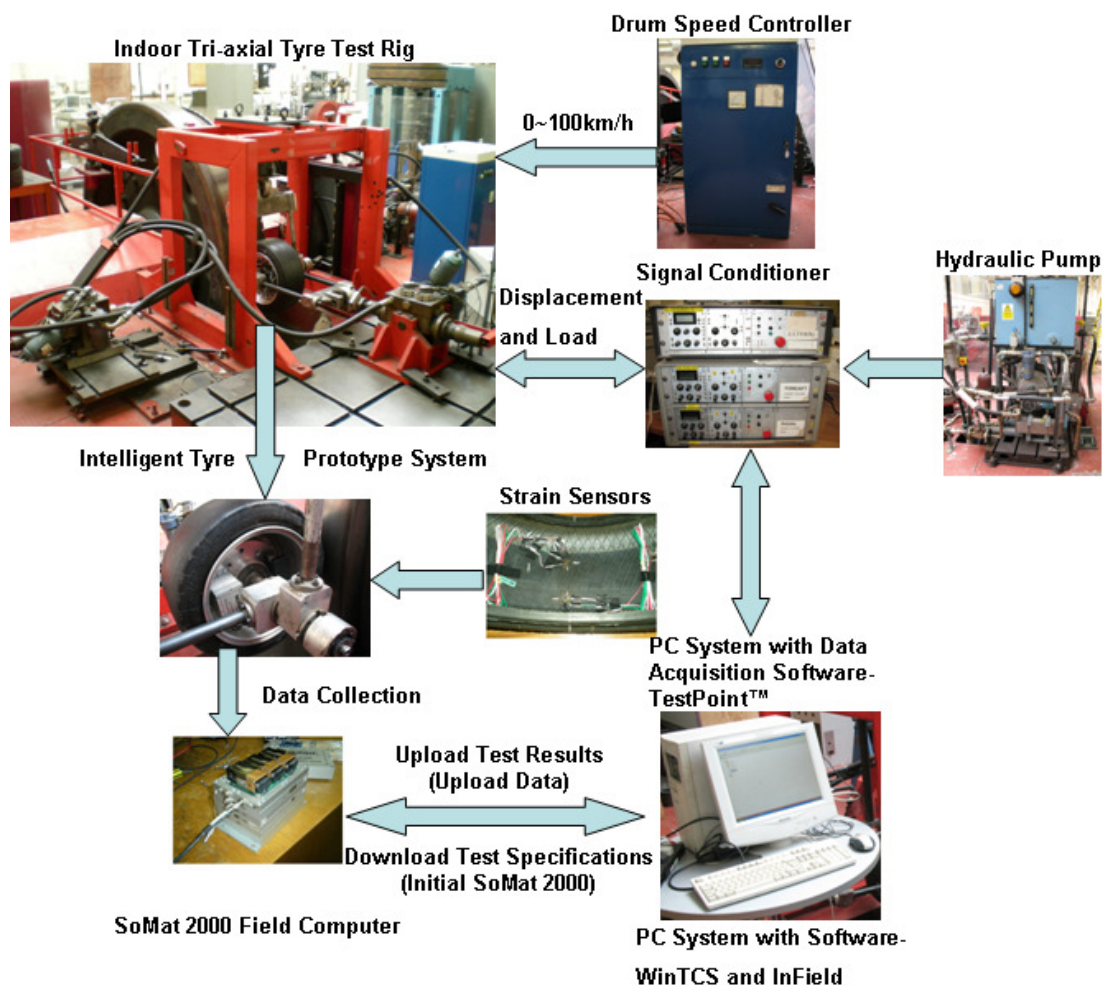 Drum Speed Controller
Indoor Tri-axial Tyre Test Rig
0~100km/h
Signal Conditioner
Hydraulic Pump
Displacement
and Load
Intelligent Tyre
Prototype System
Strain Sensors
PC System with Data
Acquisition Software-
TestPoint™
Data Collection
Upload Test Results
(Upload Data)
Download Test Specifications
(Initial SoMat 2000)
SoMat 2000 Field Computer
PC System with Software-
WinTCS and InField